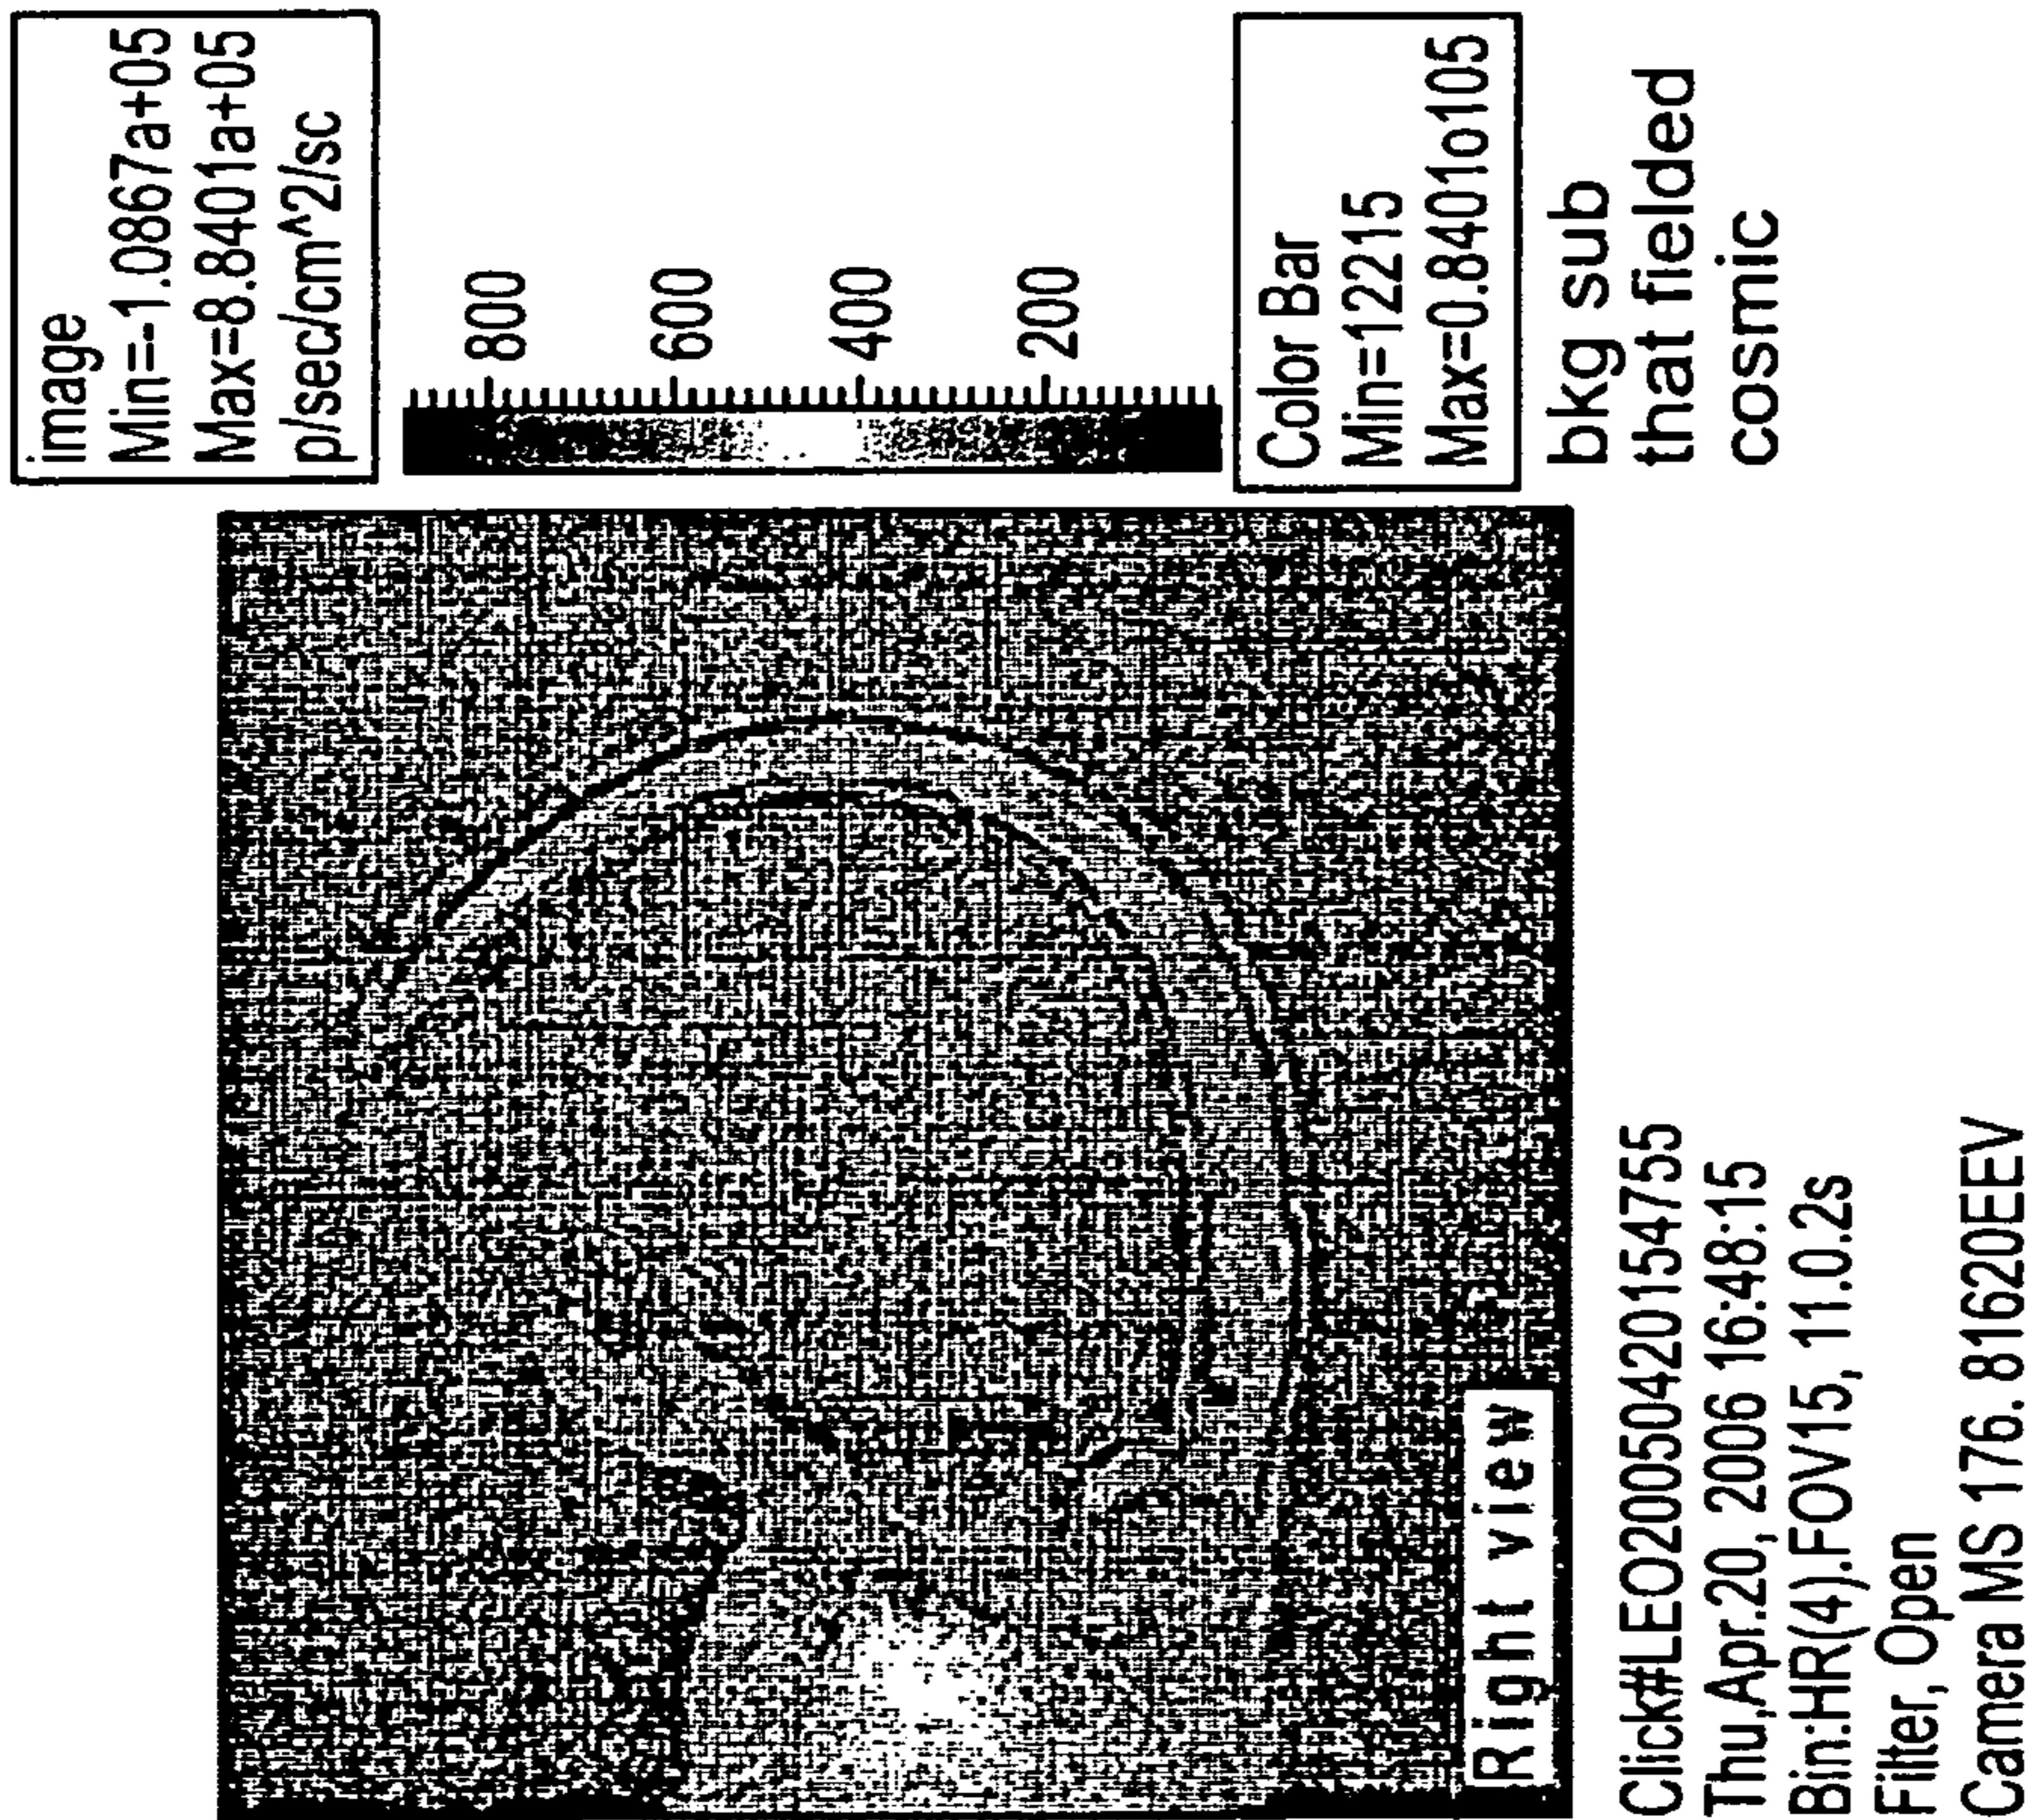 image
Min=-1.0867a+05
Max=8.8401a+05
p/sec/cm^2/sc
800
600
400
200
Color Bar
Min=12215
Max=0.8401o105
bkg sub
that fielded
cosmic
Right view
Click#LEO20050420154755
Thu,Apr.20, 2006 16:48:15
Bin:HR(4).FOV15, 11.0.2s
Filter, Open
Camera MS 176. 81620EEV